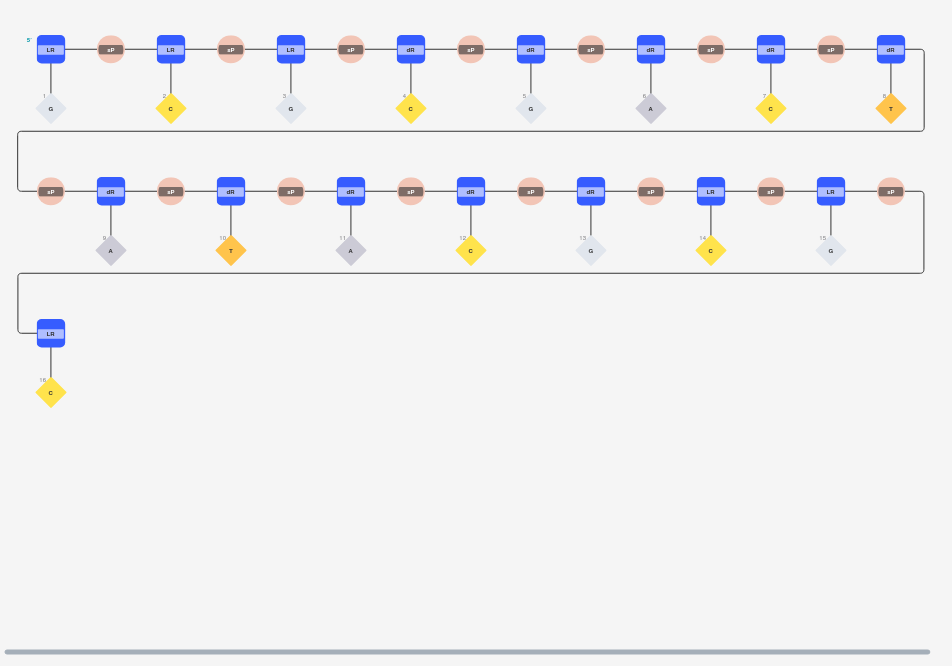 5'
LR sP LR sP LR sP dR sP dR sP dR sP dR sP dR
1 2 3 4 5 6 7 8
G C G C G A C T
sP dR sP dR sP dR sP dR sP dR sP LR sP LR sP
9 10 11 12 13 14 15
A T A C G C G
LR
16
C